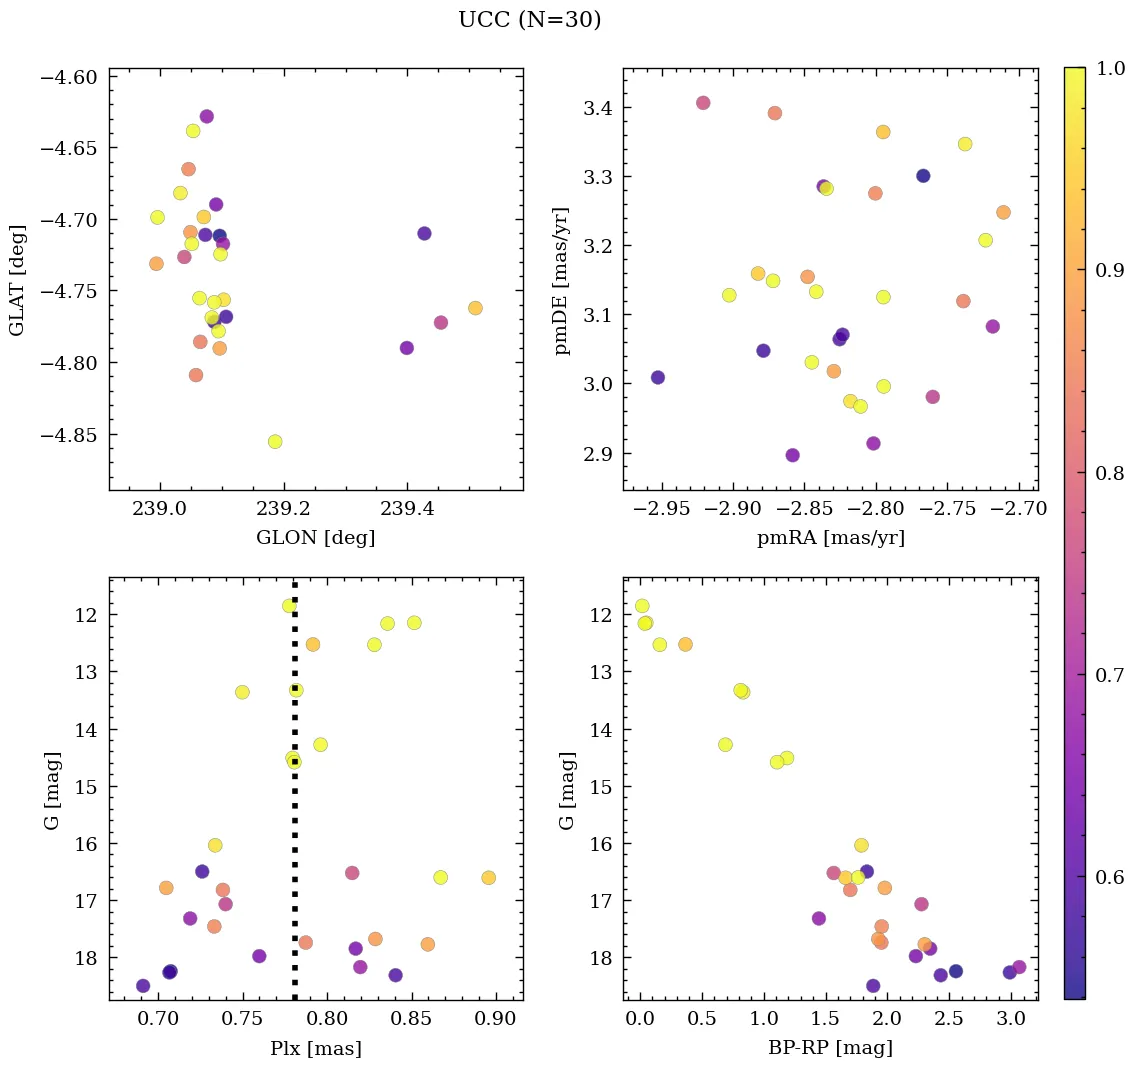 UCC (N=30)
−4.60
−4.65
−4.70
−4.75
−4.80
−4.85
GLAT [deg]
239.0 239.2 239.4
GLON [deg]
3.4
3.3
3.2
3.1
3.0
2.9
pmDE [mas/yr]
−2.95 −2.90 −2.85 −2.80 −2.75 −2.70
pmRA [mas/yr]
1.0
0.9
0.8
0.7
0.6
12
13
14
15
16
17
18
G [mag]
0.70 0.75 0.80 0.85 0.90
Plx [mas]
12
13
14
15
16
17
18
G [mag]
0.0 0.5 1.0 1.5 2.0 2.5 3.0
BP-RP [mag]